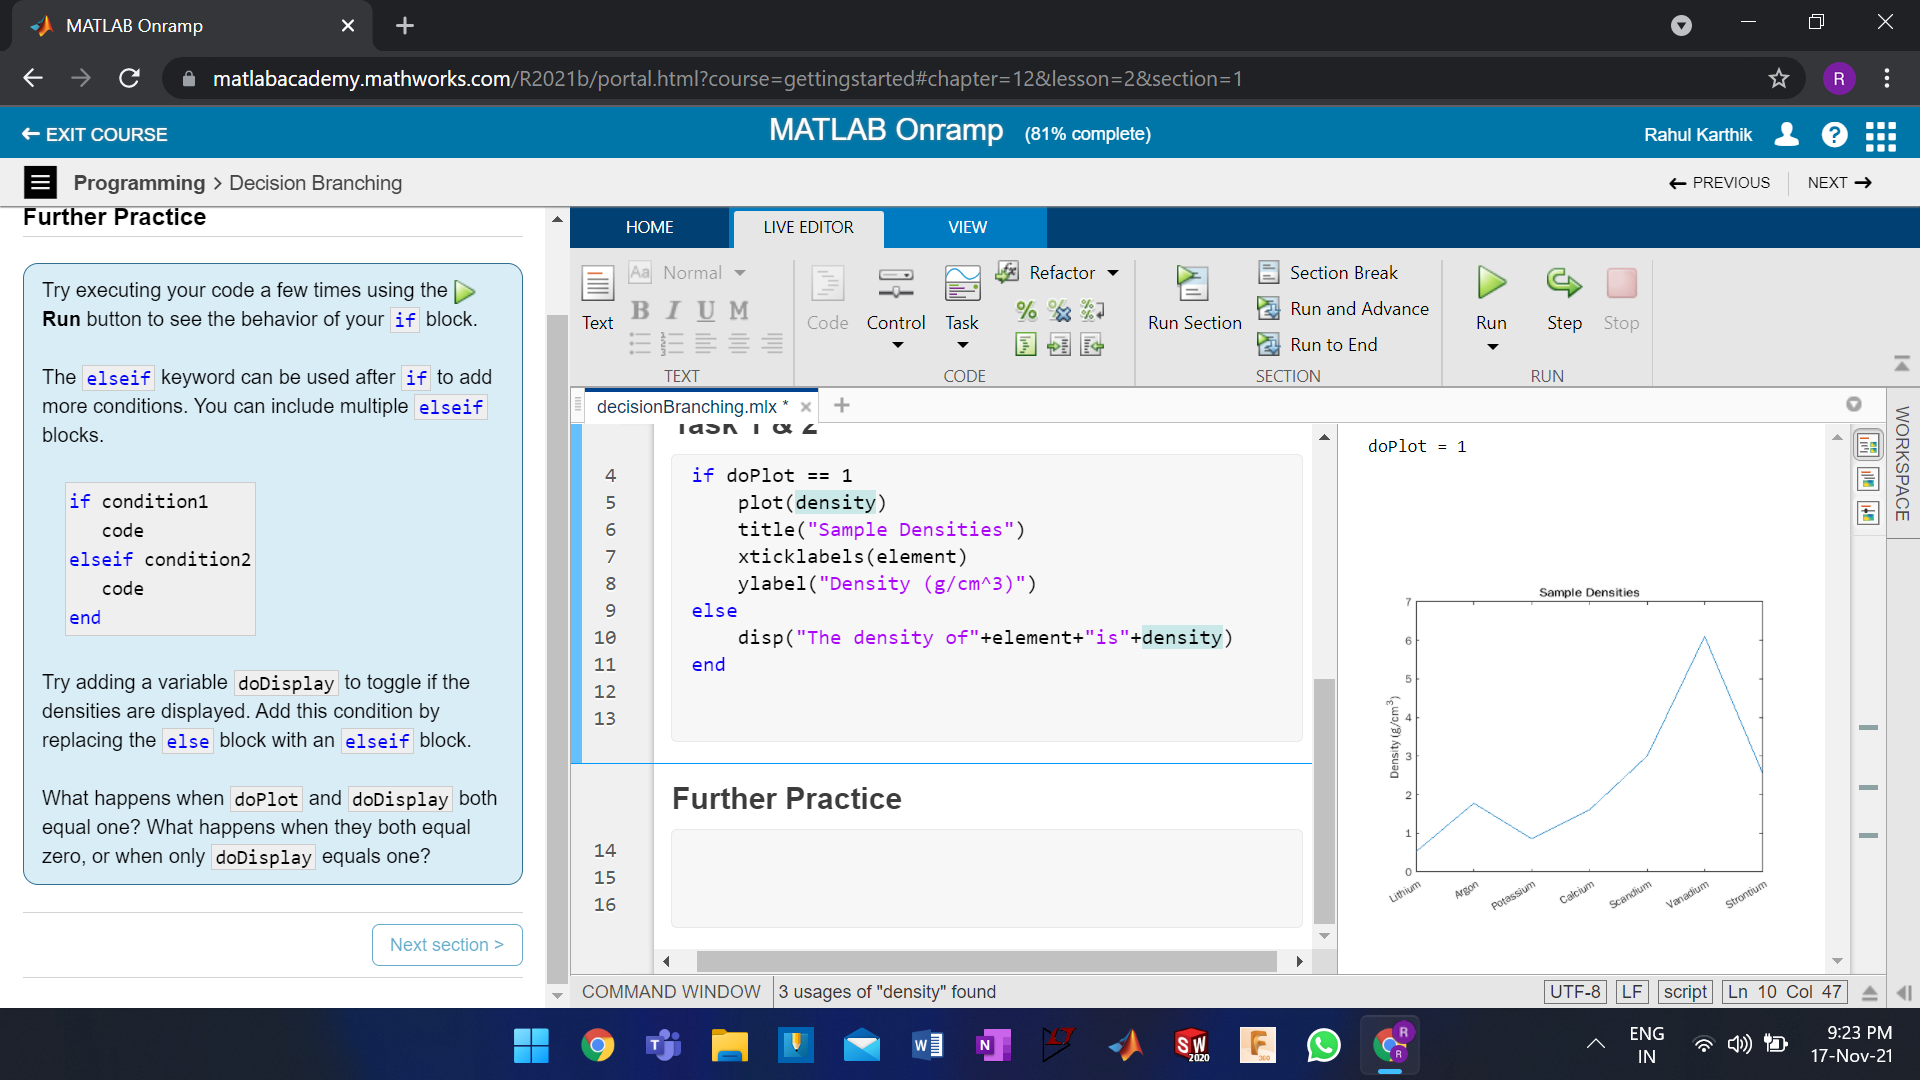 MATLAB Onramp
matlabacademy.mathworks.com/R2021b/portal.html?course=gettingstarted#chapter=12&lesson=2&section=1
R
EXIT COURSE
MATLAB Onramp (81% complete)
Rahul Karthik
?
Programming > Decision Branching
PREVIOUS
NEXT
Further Practice
Try executing your code a few times using the
Run button to see the behavior of your if block.
The elseif keyword can be used after if to add
more conditions. You can include multiple elseif
blocks.
if condition1
code
elseif condition2
code
end
Try adding a variable doDisplay to toggle if the
densities are displayed. Add this condition by
replacing the else block with an elseif block.
What happens when doPlot and doDisplay both
equal one? What happens when they both equal
zero, or when only doDisplay equals one?
Next section >
HOME
LIVE EDITOR
VIEW
Text
Aa Normal
B I U M
TEXT
Code
Control
Task
Refactor
CODE
Run Section
Section Break
Run and Advance
Run to End
SECTION
Run
Step
Stop
RUN
decisionBranching.mlx *
WORKSPACE
Task 1 & 2
4 if doPlot == 1
5 plot(density)
6 title("Sample Densities")
7 xticklabels(element)
8 ylabel("Density (g/cm^3)")
9 else
10 disp("The density of"+element+"is"+density)
11 end
12
13
Further Practice
14
15
16
doPlot = 1
Sample Densities
Density (g/cm3)
7
6
5
4
3
2
1
0
Lithium
Argon
Potassium
Calcium
Scandium
Vanadium
Strontium
COMMAND WINDOW
3 usages of "density" found
UTF-8
LF
script
Ln 10 Col 47
ENG
IN
9:23 PM
17-Nov-21
SW
2020